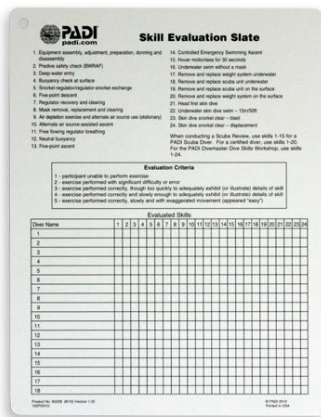 PADI
padi.com
Skill Evaluation Slate
1. Equipment assembly, adjustment, preparation, donning and
disassembly
2. Predive safety check (BWRAF)
3. Deep water entry
4. Buoyancy check at surface
5. Snorkel-regulator/regulator-snorkel exchange
6. Five-point descent
7. Regulator recovery and clearing
8. Mask removal, replacement and clearing
9. Air depletion exercise and alternate air source use (stationary)
10. Alternate air source-assisted ascent
11. Free flowing regulator breathing
12. Neutral buoyancy
13. Five-point ascent
14. Controlled Emergency Swimming Ascent
15. Hover motionless for 30 seconds
16. Underwater swim without a mask
17. Remove and replace weight system underwater
18. Remove and replace scuba unit underwater
19. Remove and replace scuba unit on the surface
20. Remove and replace weight system on the surface
21. Head first skin dive
22. Underwater skin dive swim – 15m/50ft
23. Skin dive snorkel clear – blast
24. Skin dive snorkel clear – displacement
When conducting a Scuba Review, use skills 1-15 for a
PADI Scuba Diver. For a certified diver, use skills 1-20.
For the PADI Divemaster Dive Skills Workshop, use skills
1-24.
Evaluation Criteria
1 - participant unable to perform exercise
2 - exercise performed with significant difficulty or error
3 - exercise performed correctly, though too quickly to adequately exhibit (or illustrate) details of skill
4 - exercise performed correctly and slowly enough to adequately exhibit (or illustrate) details of skill
5 - exercise performed correctly, slowly and with exaggerated movement (appeared "easy")
Evaluated Skills
Diver Name 1 2 3 4 5 6 7 8 9 10 11 12 13 14 15 16 17 18 19 20 21 22 23 24
1
2
3
4
5
6
7
8
9
10
11
12
13
14
15
16
17
18
© PADI 2010
Printed in USA